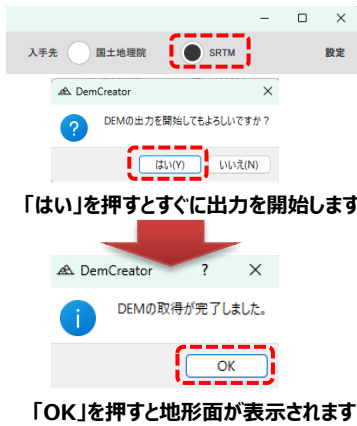 入手先 国土地理院 SRTM 設定
DemCreator
DEMの出力を開始してもよろしいですか？
はい(Y) いいえ(N)
「はい」を押すとすぐに出力を開始します
DemCreator ?
DEMの取得が完了しました。
OK
「OK」を押すと地形面が表示されます